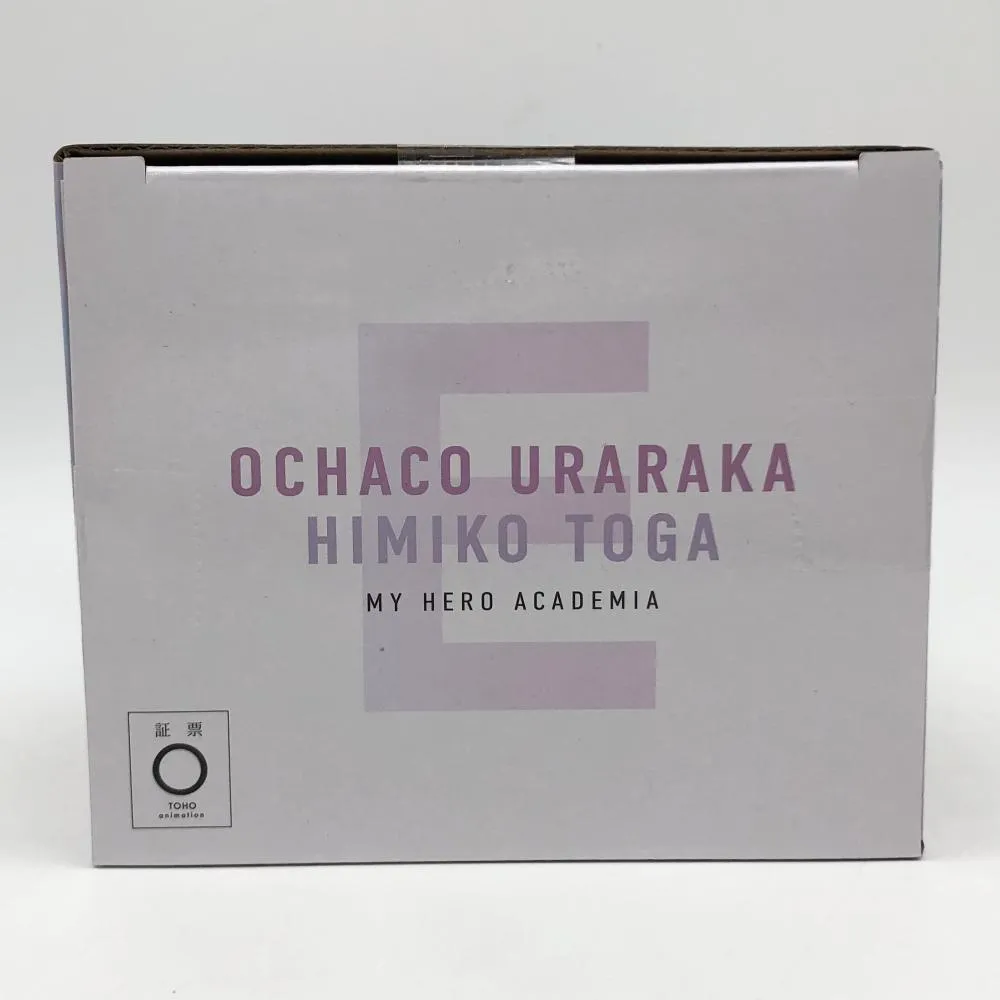 E
OCHACO URARAKA
HIMIKO TOGA
MY HERO ACADEMIA
証 票
TOHO
animation